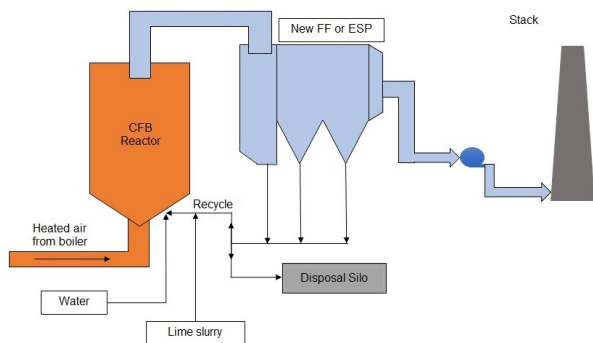 New FF or ESP
Stack
CFB
Reactor
Recycle
Heated air
from boiler
Disposal Silo
Water
Lime slurry